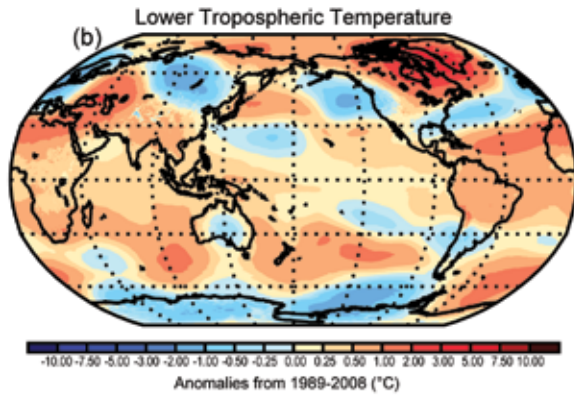 Lower Tropospheric Temperature
(b)
-10.00 -7.50 -5.00 -3.00 -2.00 -1.00 -0.50 -0.25 0.00 0.25 0.50 1.00 2.00 3.00 5.00 7.50 10.00
Anomalies from 1989-2008 (°C)